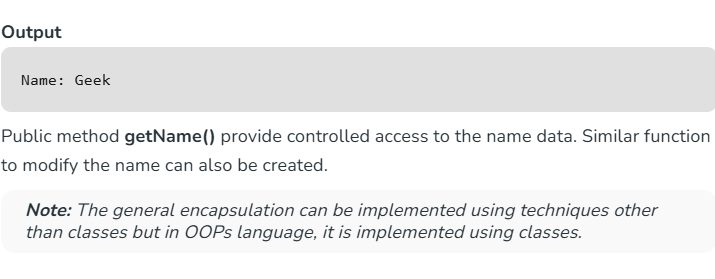 Output
Name: Geek
Public method getName() provide controlled access to the name data. Similar function
to modify the name can also be created.
Note: The general encapsulation can be implemented using techniques other
than classes but in OOPs language, it is implemented using classes.